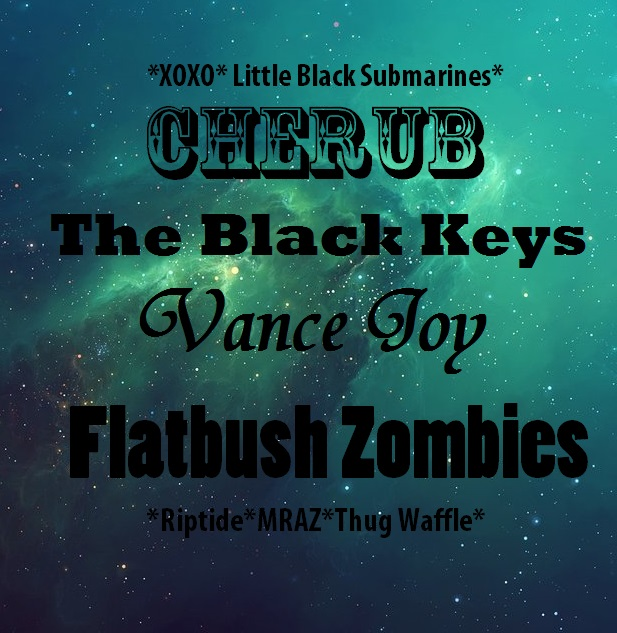 *XOXO* Little Black Submarines*
CHERUB
The Black Keys
Vance Joy
Flatbush Zombies
*Riptide*MRAZ*Thug Waffle*